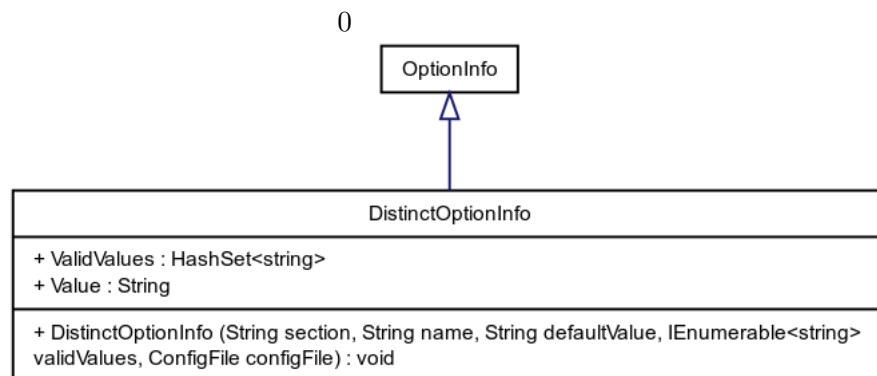 0
OptionInfo
DistinctOptionInfo
+ ValidValues : HashSet<string>
+ Value : String
+ DistinctOptionInfo (String section, String name, String defaultValue, IEnumerable<string>
validValues, ConfigFile configFile) : void